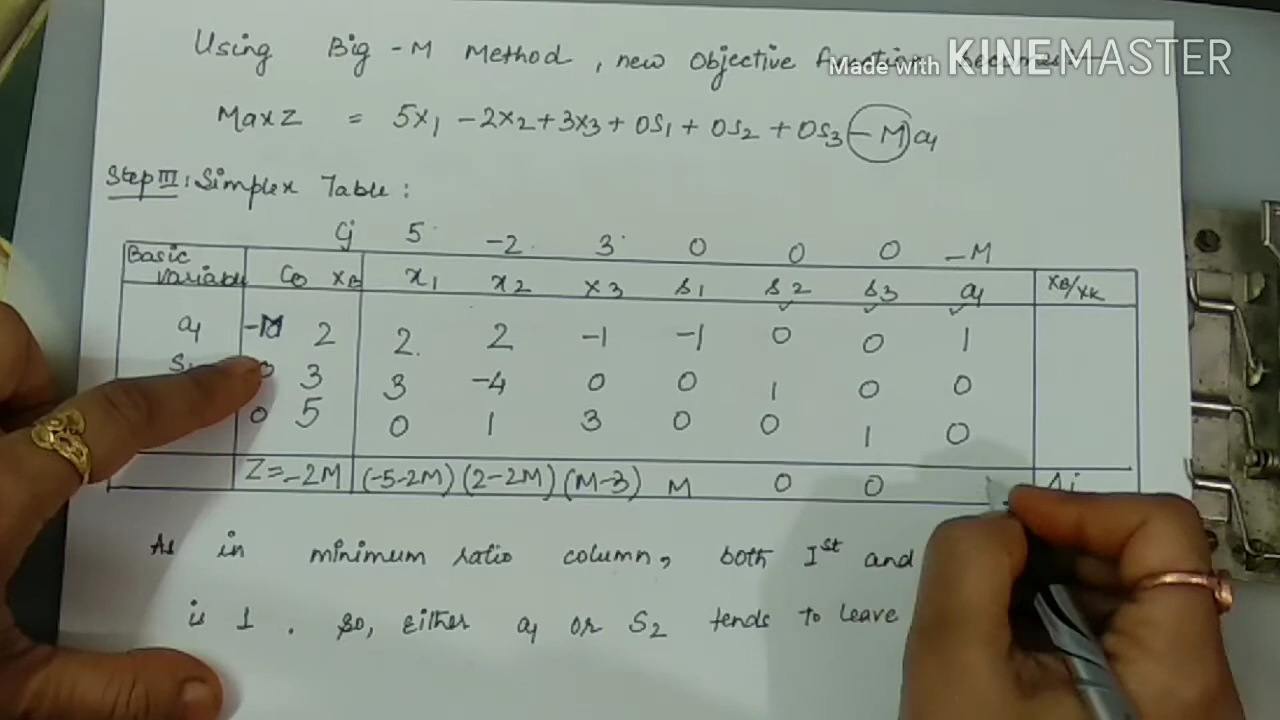 Using Big-M Method, new Objective function becomes:-
Made with KINEMASTER
Max Z = 5x1 - 2x2 + 3x3 + 0S1 + 0S2 + 0S3 - M a1
Step III: Simplex Table:
Cj 5 -2 3 0 0 0 -M
Basic variable CB XB x1 x2 x3 s1 s2 s3 a1 XB/XK
a1 -M 2 2 2 -1 -1 0 0 1
0 3 3 -4 0 0 1 0 0
0 5 0 1 3 0 0 1 0
Z=-2M (-5-2M) (2-2M) (M-3) M 0 0 Δj
As in minimum ratio column, both Ist and
is 1. So, either a1 or S2 tends to leave